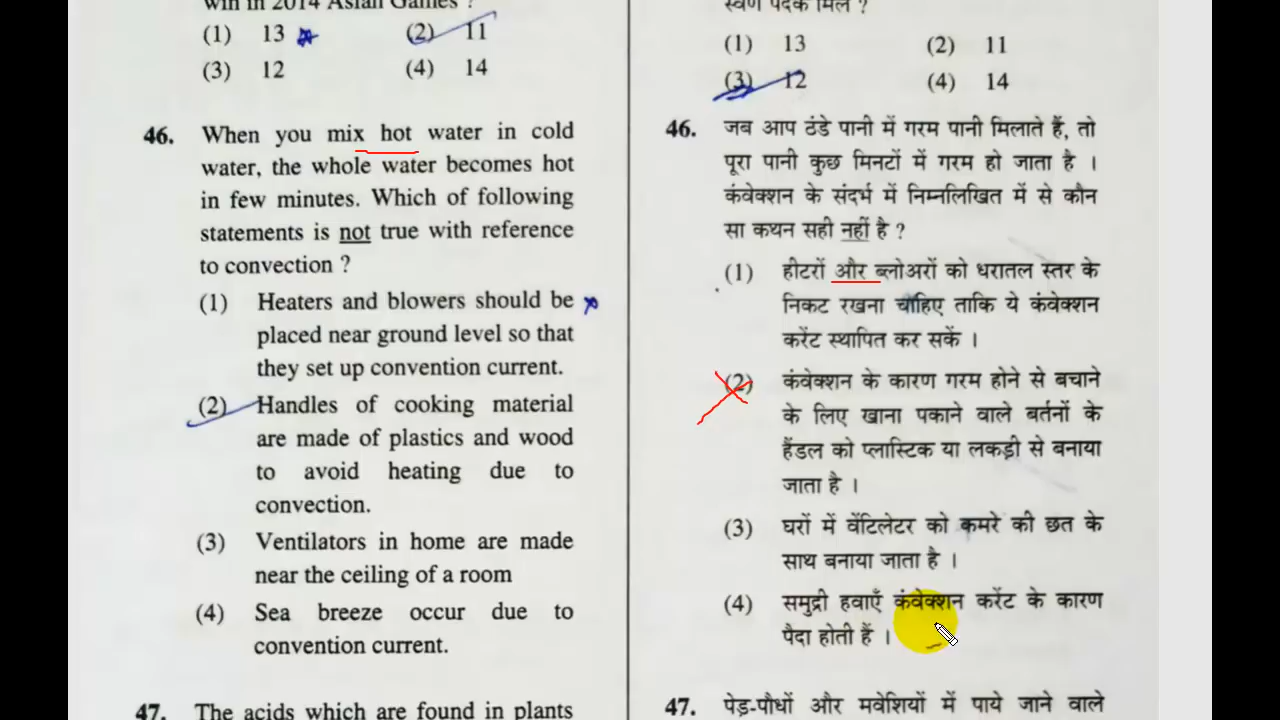 win in 2014 Asian Games ?
(1) 13 (2) 11
(3) 12 (4) 14
46. When you mix hot water in cold
water, the whole water becomes hot
in few minutes. Which of following
statements is not true with reference
to convection ?
(1) Heaters and blowers should be
placed near ground level so that
they set up convention current.
(2) Handles of cooking material
are made of plastics and wood
to avoid heating due to
convection.
(3) Ventilators in home are made
near the ceiling of a room
(4) Sea breeze occur due to
convention current.
47. The acids which are found in plants
स्वर्ण पदक मिले ?
(1) 13 (2) 11
(3) 12 (4) 14
46. जब आप ठंडे पानी में गरम पानी मिलाते हैं, तो
पूरा पानी कुछ मिनटों में गरम हो जाता है ।
कंवेक्शन के संदर्भ में निम्नलिखित में से कौन
सा कथन सही नहीं है ?
(1) हीटरों और ब्लोअरों को धरातल स्तर के
निकट रखना चाहिए ताकि ये कंवेक्शन
करेंट स्थापित कर सकें ।
(2) कंवेक्शन के कारण गरम होने से बचाने
के लिए खाना पकाने वाले बर्तनों के
हैंडल को प्लास्टिक या लकड़ी से बनाया
जाता है ।
(3) घरों में वेंटिलेटर को कमरे की छत के
साथ बनाया जाता है ।
(4) समुद्री हवाएँ कंवेक्शन करेंट के कारण
पैदा होती हैं ।
47. पेड़-पौधों और मवेशियों में पाये जाने वाले